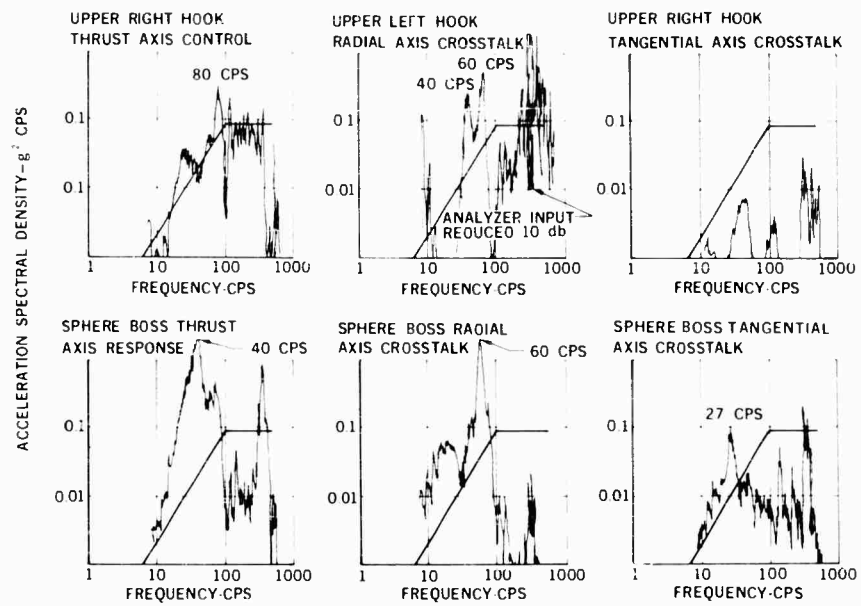 ACCELERATION SPECTRAL DENSITY-g² CPS
UPPER RIGHT HOOK
THRUST AXIS CONTROL
80 CPS
0.1
0.1
1 10 100 1000
FREQUENCY-CPS
UPPER LEFT HOOK
RADIAL AXIS CROSSTALK
60 CPS
40 CPS
0.1
0.01
ANALYZER INPUT
REDUCED 10 db
1 10 100 1000
FREQUENCY-CPS
UPPER RIGHT HOOK
TANGENTIAL AXIS CROSSTALK
0.1
0.01
1 10 100 1000
FREQUENCY-CPS
SPHERE BOSS THRUST
AXIS RESPONSE
40 CPS
0.1
0.01
1 10 100 1000
FREQUENCY-CPS
SPHERE BOSS RADIAL
AXIS CROSSTALK
60 CPS
0.1
0.01
1 10 100 1000
FREQUENCY-CPS
SPHERE BOSS TANGENTIAL
AXIS CROSSTALK
27 CPS
0.1
0.01
1 10 100 1000
FREQUENCY-CPS